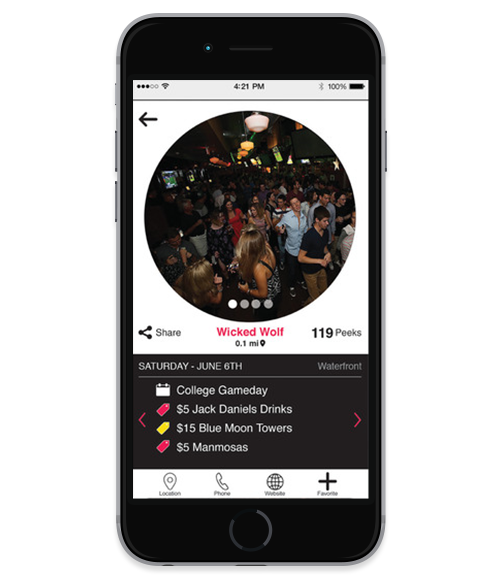 4:21 PM
100%
Share
Wicked Wolf
0.1 mi
119 Peeks
SATURDAY - JUNE 6TH
Waterfront
College Gameday
$5 Jack Daniels Drinks
$15 Blue Moon Towers
$5 Manmosas
Location
Phone
Website
Favorite